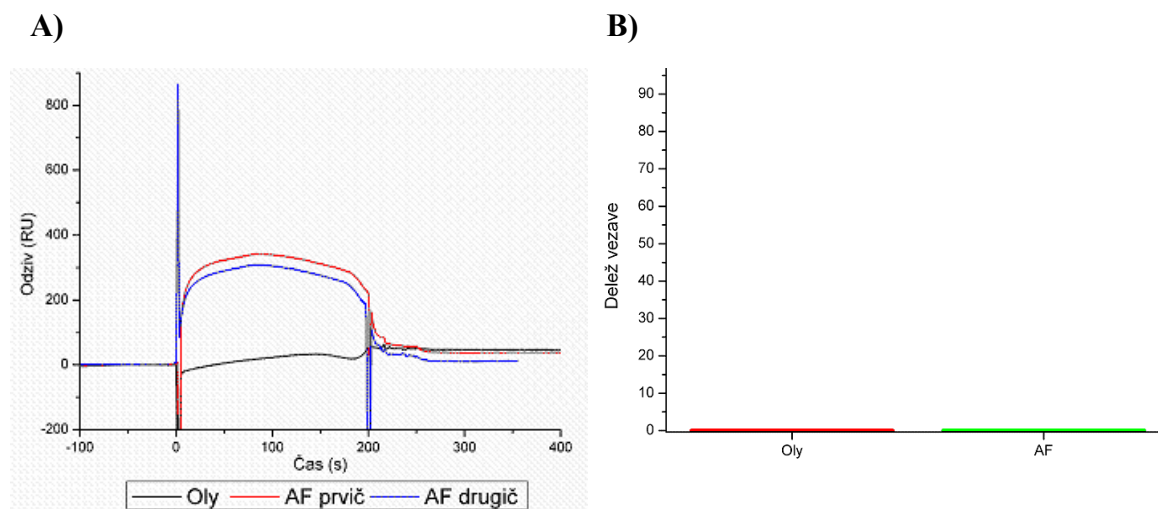 A)
B)
800
600
400
200
0
-200
Odziv (RU)
-100 0 100 200 300 400
Čas (s)
Oly AF prvič AF drugič
90
80
70
60
50
40
30
20
10
0
Delež vezave
Oly AF